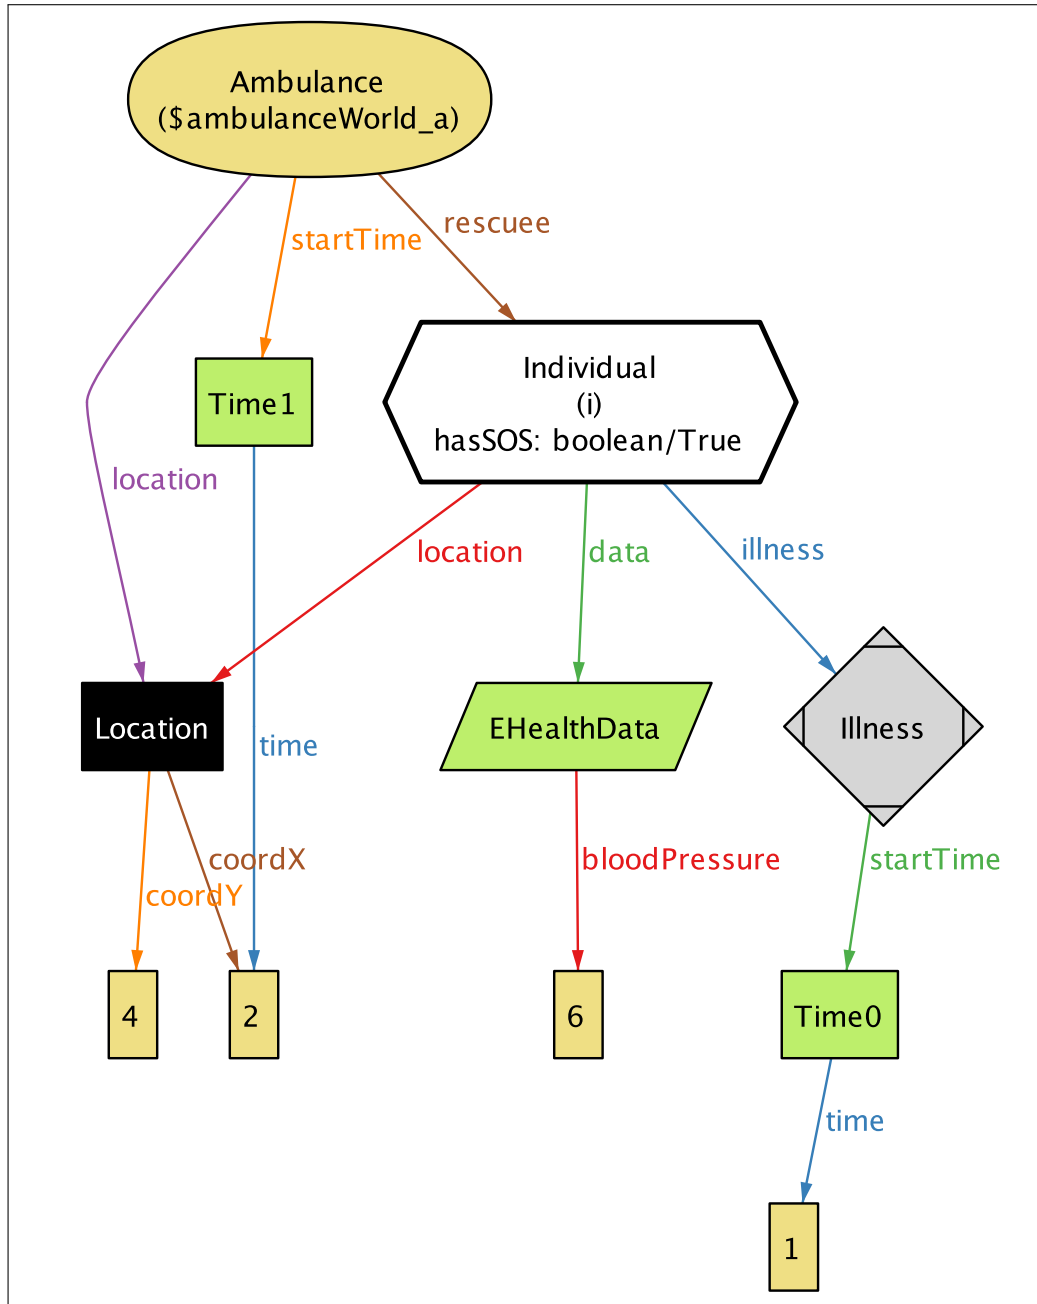 Ambulance
($ambulanceWorld_a)
rescuee
startTime
Individual
(i)
hasSOS: boolean/True
Time1
location
location
data
illness
Location
EHealthData
Illness
time
coordX
bloodPressure
startTime
coordY
4
2
6
Time0
time
1